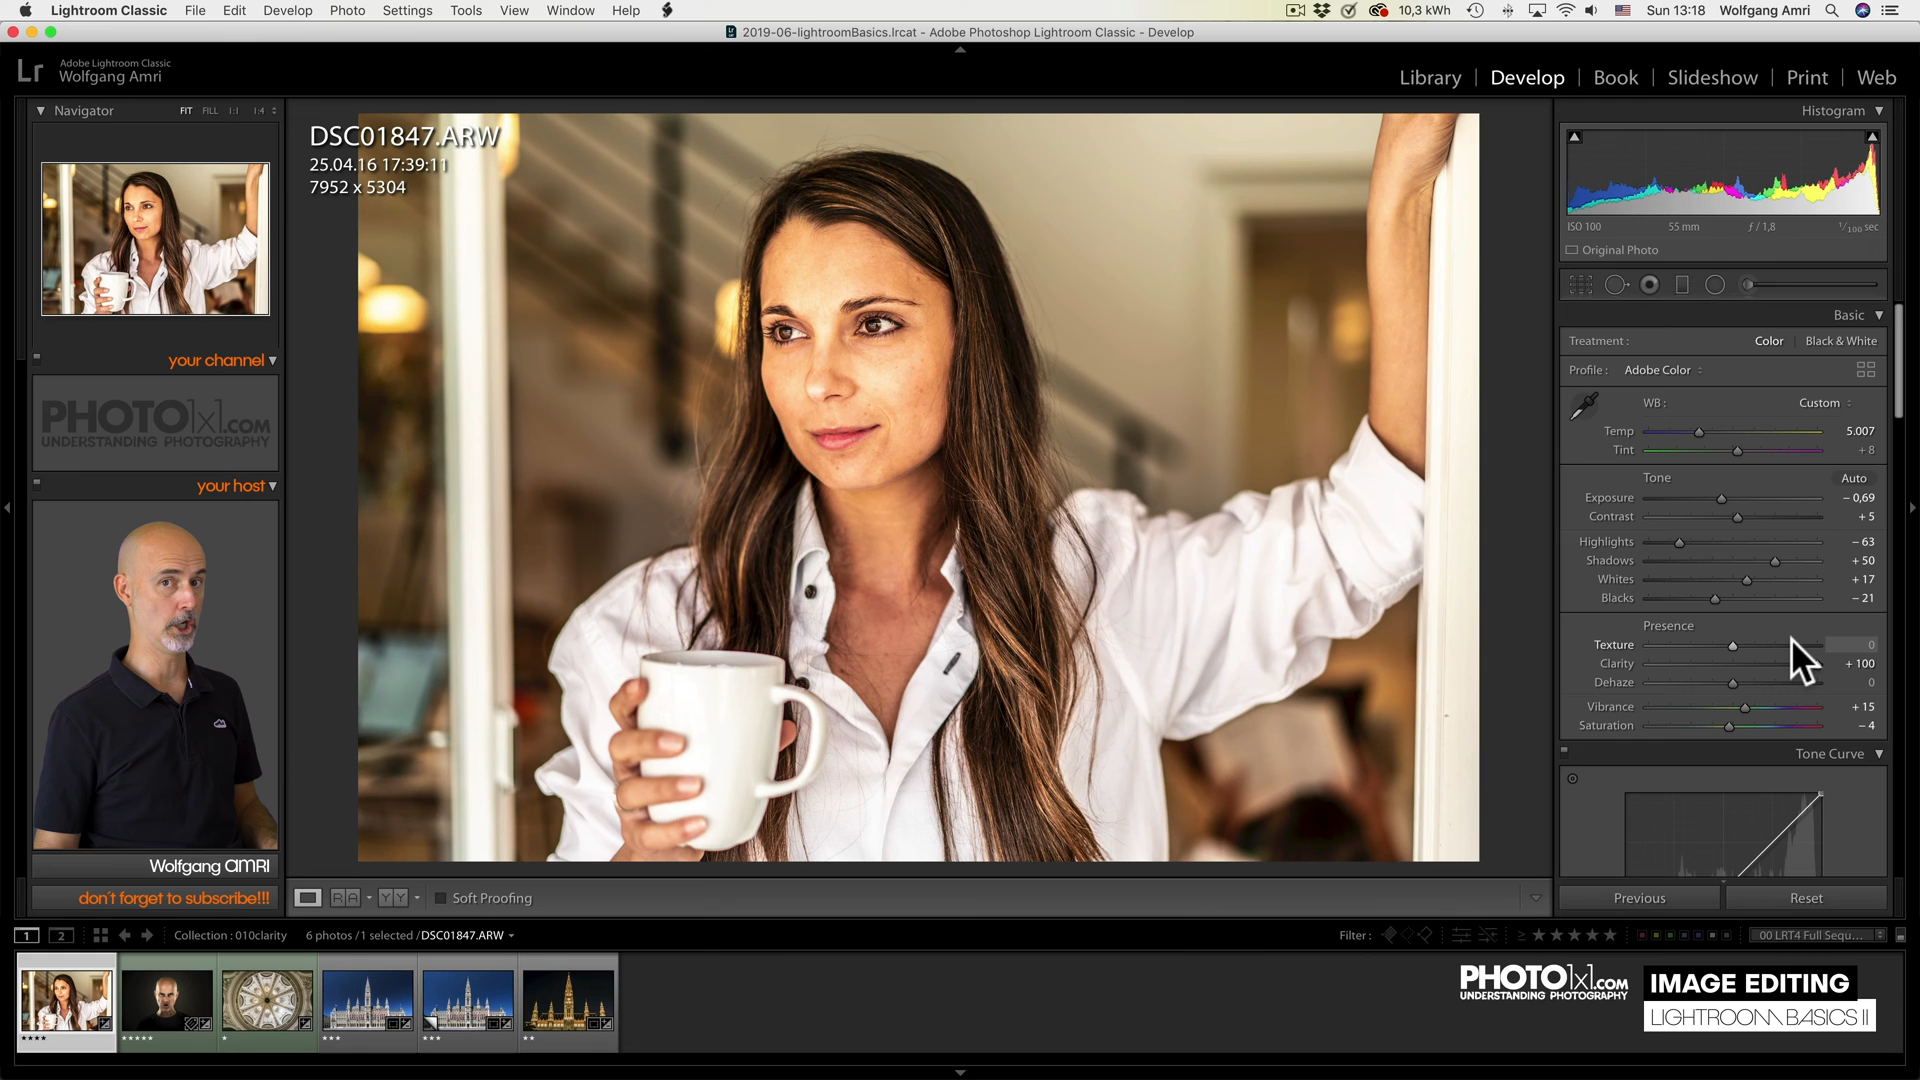 Lightroom Classic File Edit Develop Photo Settings Tools View Window Help 10,3 kWh Sun 13:18 Wolfgang Amri
2019-06-lightroomBasics.lrcat - Adobe Photoshop Lightroom Classic - Develop
Lr Adobe Lightroom Classic
Wolfgang Amri
Library | Develop | Book | Slideshow | Print | Web
Navigator FIT FILL 1:1 1:4
your channel
PHOTO1x1.COM
UNDERSTANDING PHOTOGRAPHY
your host
Wolfgang AMRI
don´t forget to subscribe!!!
DSC01847.ARW
25.04.16 17:39:11
7952 x 5304
Histogram
ISO 100 55 mm ƒ / 1,8 1/100 sec
Original Photo
Basic
Treatment : Color Black & White
Profile : Adobe Color
WB : Custom
Temp 5.007
Tint + 8
Tone Auto
Exposure – 0,69
Contrast + 5
Highlights – 63
Shadows + 50
Whites + 17
Blacks – 21
Presence
Texture 0
Clarity + 100
Dehaze 0
Vibrance + 15
Saturation – 4
Tone Curve
Previous Reset
R A Y Y Soft Proofing
1 2 Collection : 010clarity 6 photos / 1 selected / DSC01847.ARW Filter : ≥ ★★★★★ 00 LRT4 Full Sequ...
PHOTO1x1.COM
UNDERSTANDING PHOTOGRAPHY
IMAGE EDITING
LIGHTROOM BASICS II